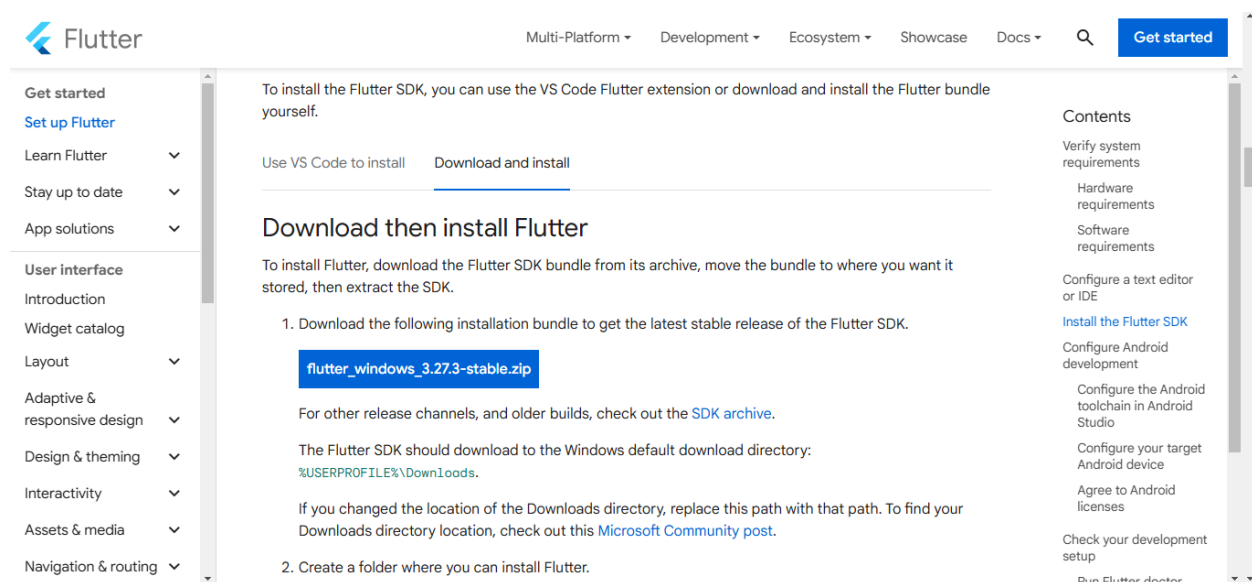 Flutter
Multi-Platform
Development
Ecosystem
Showcase
Docs
Get started
Get started
Set up Flutter
Learn Flutter
Stay up to date
App solutions
User interface
Introduction
Widget catalog
Layout
Adaptive &
responsive design
Design & theming
Interactivity
Assets & media
Navigation & routing
To install the Flutter SDK, you can use the VS Code Flutter extension or download and install the Flutter bundle
yourself.
Use VS Code to install
Download and install
Download then install Flutter
To install Flutter, download the Flutter SDK bundle from its archive, move the bundle to where you want it
stored, then extract the SDK.
1. Download the following installation bundle to get the latest stable release of the Flutter SDK.
flutter_windows_3.27.3-stable.zip
For other release channels, and older builds, check out the SDK archive.
The Flutter SDK should download to the Windows default download directory:
%USERPROFILE%\Downloads.
If you changed the location of the Downloads directory, replace this path with that path. To find your
Downloads directory location, check out this Microsoft Community post.
2. Create a folder where you can install Flutter.
Contents
Verify system
requirements
Hardware
requirements
Software
requirements
Configure a text editor
or IDE
Install the Flutter SDK
Configure Android
development
Configure the Android
toolchain in Android
Studio
Configure your target
Android device
Agree to Android
licenses
Check your development
setup
Run Flutter doctor